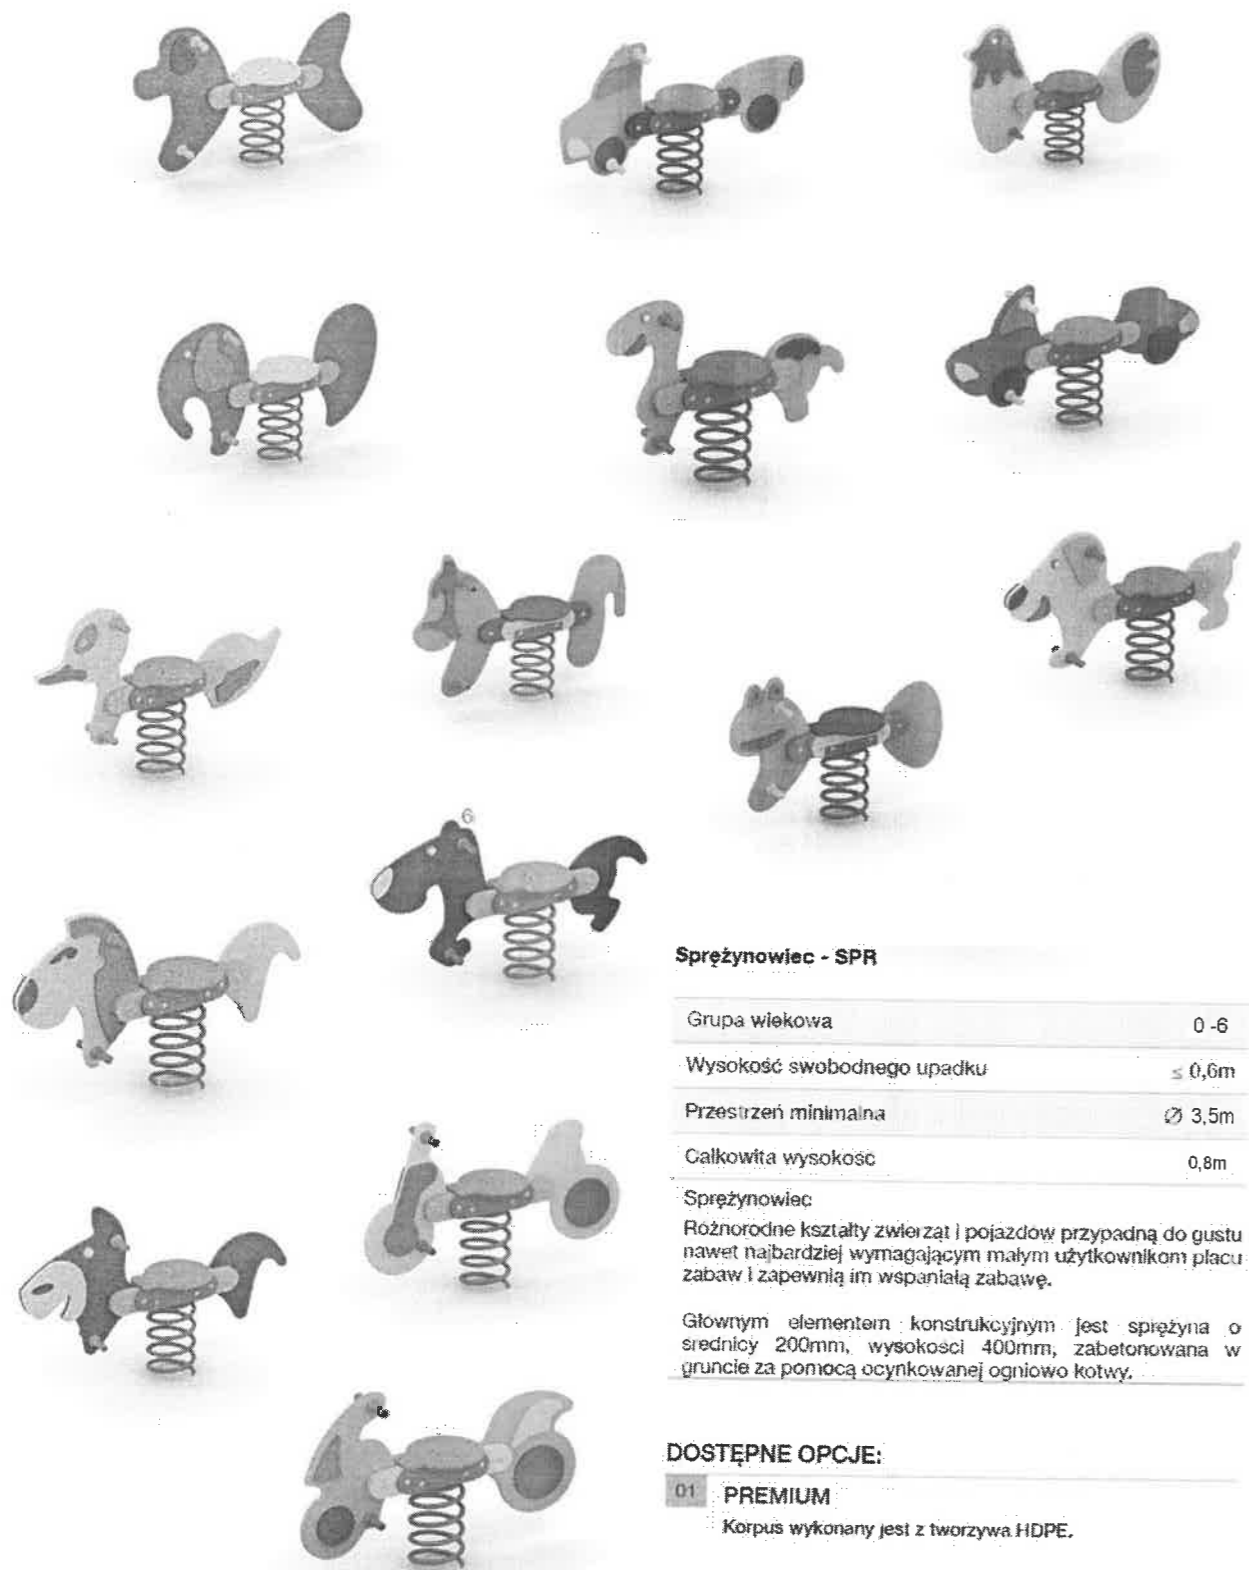 6
Sprężynowiec - SPR
Grupa wiekowa 0 -6
Wysokość swobodnego upadku ≤ 0,6m
Przestrzeń minimalna Ø 3,5m
Całkowita wysokość 0,8m
Sprężynowiec
Różnorodne kształty zwierząt i pojazdów przypadną do gustu
nawet najbardziej wymagającym małym użytkownikom placu
zabaw i zapewnią im wspaniałą zabawę.
Głównym elementem konstrukcyjnym jest sprężyna o
średnicy 200mm, wysokości 400mm, zabetonowana w
gruncie za pomocą ocynkowanej ogniowo kotwy.
DOSTĘPNE OPCJE:
01 PREMIUM
Korpus wykonany jest z tworzywa HDPE.